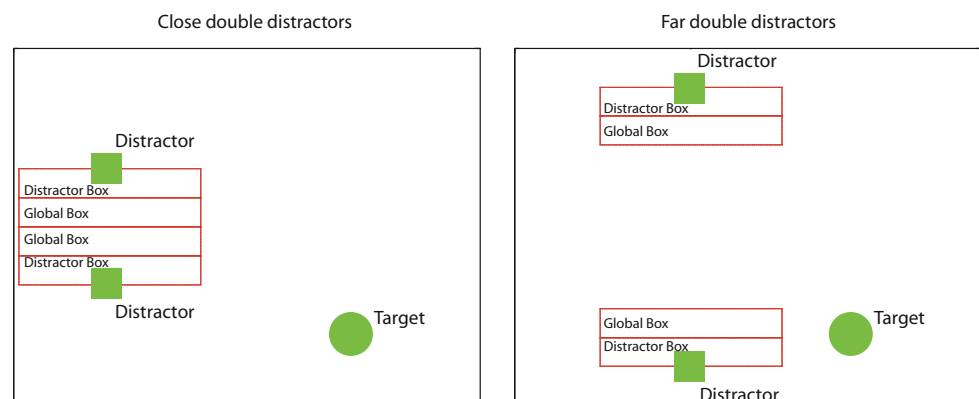 Close double distractors
Distractor
Distractor Box
Global Box
Global Box
Distractor Box
Distractor
Target
Far double distractors
Distractor
Distractor Box
Global Box
Global Box
Distractor Box
Target
Distractor